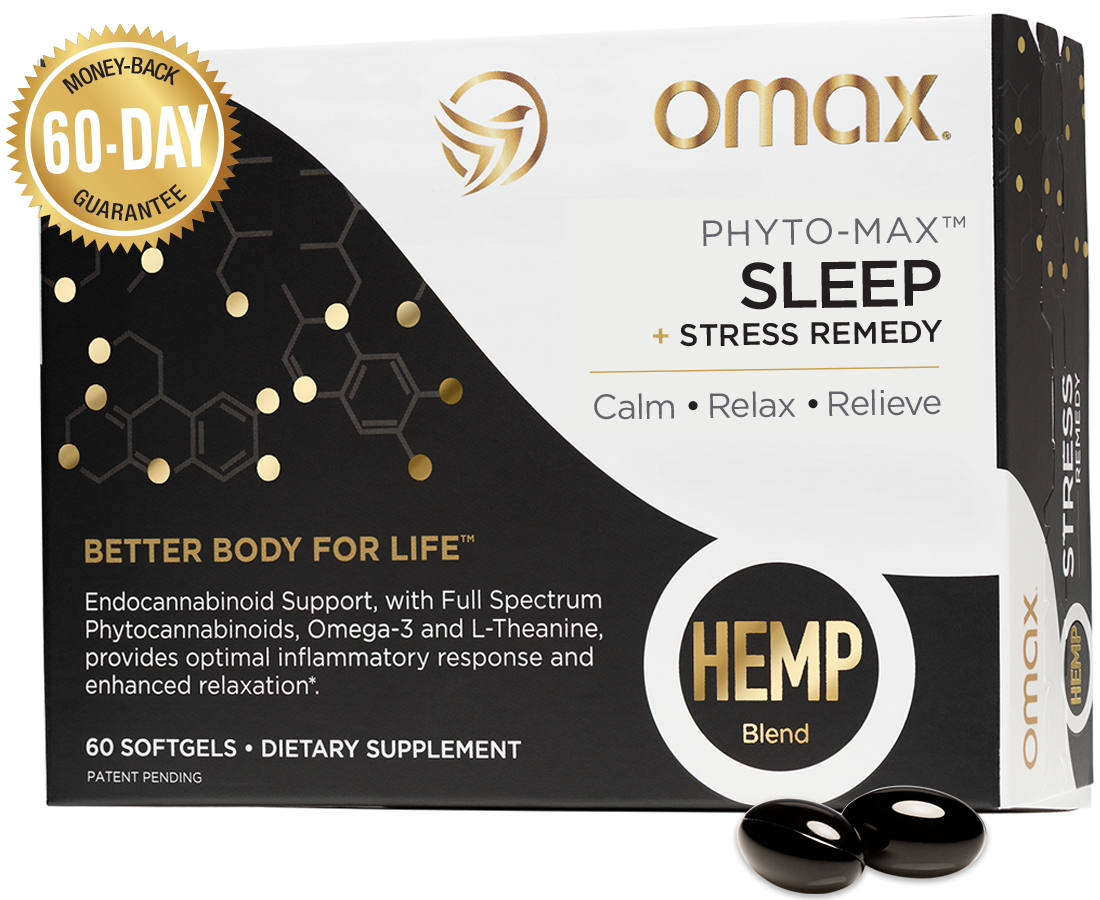 MONEY-BACK
60-DAY
GUARANTEE
omax®
PHYTO-MAX™
SLEEP
+ STRESS REMEDY
Calm • Relax • Relieve
BETTER BODY FOR LIFE™
Endocannabinoid Support, with Full Spectrum
Phytocannabinoids, Omega-3 and L-Theanine,
provides optimal inflammatory response and
enhanced relaxation*.
60 SOFTGELS • DIETARY SUPPLEMENT
PATENT PENDING
HEMP
Blend
STRESS
REMEDY
omax
HEMP